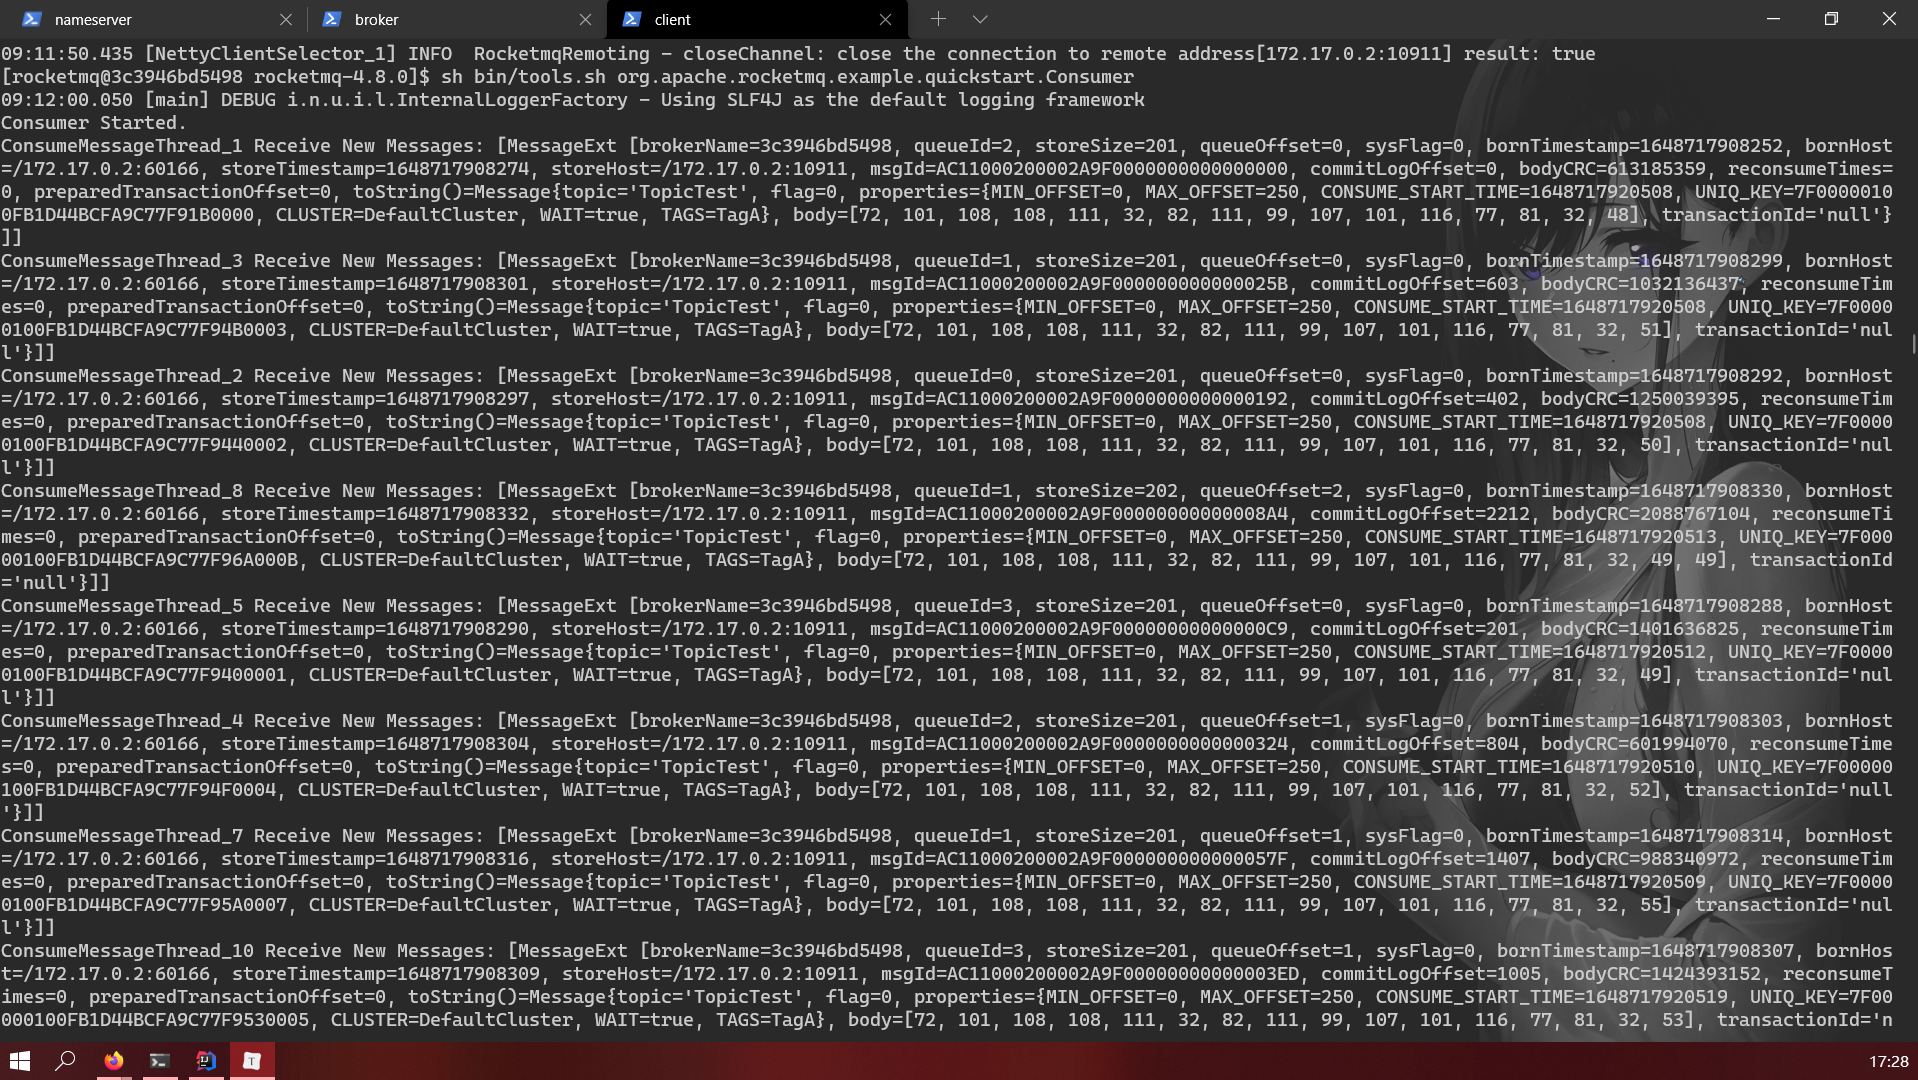 nameserver
broker
client
09:11:50.435 [NettyClientSelector_1] INFO  RocketmqRemoting - closeChannel: close the connection to remote address[172.17.0.2:10911] result: true
[rocketmq@3c3946bd5498 rocketmq-4.8.0]$ sh bin/tools.sh org.apache.rocketmq.example.quickstart.Consumer
09:12:00.050 [main] DEBUG i.n.u.i.l.InternalLoggerFactory - Using SLF4J as the default logging framework
Consumer Started.
ConsumeMessageThread_1 Receive New Messages: [MessageExt [brokerName=3c3946bd5498, queueId=2, storeSize=201, queueOffset=0, sysFlag=0, bornTimestamp=1648717908252, bornHost
=/172.17.0.2:60166, storeTimestamp=1648717908274, storeHost=/172.17.0.2:10911, msgId=AC11000200002A9F0000000000000000, commitLogOffset=0, bodyCRC=613185359, reconsumeTimes=
0, preparedTransactionOffset=0, toString()=Message{topic='TopicTest', flag=0, properties={MIN_OFFSET=0, MAX_OFFSET=250, CONSUME_START_TIME=1648717920508, UNIQ_KEY=7F0000010
0FB1D44BCFA9C77F91B0000, CLUSTER=DefaultCluster, WAIT=true, TAGS=TagA}, body=[72, 101, 108, 108, 111, 32, 82, 111, 99, 107, 101, 116, 77, 81, 32, 48], transactionId='null'}
]]
ConsumeMessageThread_3 Receive New Messages: [MessageExt [brokerName=3c3946bd5498, queueId=1, storeSize=201, queueOffset=0, sysFlag=0, bornTimestamp=1648717908299, bornHost
=/172.17.0.2:60166, storeTimestamp=1648717908301, storeHost=/172.17.0.2:10911, msgId=AC11000200002A9F000000000000025B, commitLogOffset=603, bodyCRC=1032136437, reconsumeTim
es=0, preparedTransactionOffset=0, toString()=Message{topic='TopicTest', flag=0, properties={MIN_OFFSET=0, MAX_OFFSET=250, CONSUME_START_TIME=1648717920508, UNIQ_KEY=7F0000
0100FB1D44BCFA9C77F94B0003, CLUSTER=DefaultCluster, WAIT=true, TAGS=TagA}, body=[72, 101, 108, 108, 111, 32, 82, 111, 99, 107, 101, 116, 77, 81, 32, 51], transactionId='nul
l'}]]
ConsumeMessageThread_2 Receive New Messages: [MessageExt [brokerName=3c3946bd5498, queueId=0, storeSize=201, queueOffset=0, sysFlag=0, bornTimestamp=1648717908292, bornHost
=/172.17.0.2:60166, storeTimestamp=1648717908297, storeHost=/172.17.0.2:10911, msgId=AC11000200002A9F0000000000000192, commitLogOffset=402, bodyCRC=1250039395, reconsumeTim
es=0, preparedTransactionOffset=0, toString()=Message{topic='TopicTest', flag=0, properties={MIN_OFFSET=0, MAX_OFFSET=250, CONSUME_START_TIME=1648717920508, UNIQ_KEY=7F0000
0100FB1D44BCFA9C77F9440002, CLUSTER=DefaultCluster, WAIT=true, TAGS=TagA}, body=[72, 101, 108, 108, 111, 32, 82, 111, 99, 107, 101, 116, 77, 81, 32, 50], transactionId='nul
l'}]]
ConsumeMessageThread_8 Receive New Messages: [MessageExt [brokerName=3c3946bd5498, queueId=1, storeSize=202, queueOffset=2, sysFlag=0, bornTimestamp=1648717908330, bornHost
=/172.17.0.2:60166, storeTimestamp=1648717908332, storeHost=/172.17.0.2:10911, msgId=AC11000200002A9F00000000000008A4, commitLogOffset=2212, bodyCRC=2088767104, reconsumeTi
mes=0, preparedTransactionOffset=0, toString()=Message{topic='TopicTest', flag=0, properties={MIN_OFFSET=0, MAX_OFFSET=250, CONSUME_START_TIME=1648717920513, UNIQ_KEY=7F000
00100FB1D44BCFA9C77F96A000B, CLUSTER=DefaultCluster, WAIT=true, TAGS=TagA}, body=[72, 101, 108, 108, 111, 32, 82, 111, 99, 107, 101, 116, 77, 81, 32, 49, 49], transactionId
='null'}]]
ConsumeMessageThread_5 Receive New Messages: [MessageExt [brokerName=3c3946bd5498, queueId=3, storeSize=201, queueOffset=0, sysFlag=0, bornTimestamp=1648717908288, bornHost
=/172.17.0.2:60166, storeTimestamp=1648717908290, storeHost=/172.17.0.2:10911, msgId=AC11000200002A9F00000000000000C9, commitLogOffset=201, bodyCRC=1401636825, reconsumeTim
es=0, preparedTransactionOffset=0, toString()=Message{topic='TopicTest', flag=0, properties={MIN_OFFSET=0, MAX_OFFSET=250, CONSUME_START_TIME=1648717920512, UNIQ_KEY=7F0000
0100FB1D44BCFA9C77F9400001, CLUSTER=DefaultCluster, WAIT=true, TAGS=TagA}, body=[72, 101, 108, 108, 111, 32, 82, 111, 99, 107, 101, 116, 77, 81, 32, 49], transactionId='nul
l'}]]
ConsumeMessageThread_4 Receive New Messages: [MessageExt [brokerName=3c3946bd5498, queueId=2, storeSize=201, queueOffset=1, sysFlag=0, bornTimestamp=1648717908303, bornHost
=/172.17.0.2:60166, storeTimestamp=1648717908304, storeHost=/172.17.0.2:10911, msgId=AC11000200002A9F0000000000000324, commitLogOffset=804, bodyCRC=601994070, reconsumeTime
s=0, preparedTransactionOffset=0, toString()=Message{topic='TopicTest', flag=0, properties={MIN_OFFSET=0, MAX_OFFSET=250, CONSUME_START_TIME=1648717920510, UNIQ_KEY=7F00000
100FB1D44BCFA9C77F94F0004, CLUSTER=DefaultCluster, WAIT=true, TAGS=TagA}, body=[72, 101, 108, 108, 111, 32, 82, 111, 99, 107, 101, 116, 77, 81, 32, 52], transactionId='null
'}]]
ConsumeMessageThread_7 Receive New Messages: [MessageExt [brokerName=3c3946bd5498, queueId=1, storeSize=201, queueOffset=1, sysFlag=0, bornTimestamp=1648717908314, bornHost
=/172.17.0.2:60166, storeTimestamp=1648717908316, storeHost=/172.17.0.2:10911, msgId=AC11000200002A9F000000000000057F, commitLogOffset=1407, bodyCRC=988340972, reconsumeTim
es=0, preparedTransactionOffset=0, toString()=Message{topic='TopicTest', flag=0, properties={MIN_OFFSET=0, MAX_OFFSET=250, CONSUME_START_TIME=1648717920509, UNIQ_KEY=7F0000
0100FB1D44BCFA9C77F95A0007, CLUSTER=DefaultCluster, WAIT=true, TAGS=TagA}, body=[72, 101, 108, 108, 111, 32, 82, 111, 99, 107, 101, 116, 77, 81, 32, 55], transactionId='nul
l'}]]
ConsumeMessageThread_10 Receive New Messages: [MessageExt [brokerName=3c3946bd5498, queueId=3, storeSize=201, queueOffset=1, sysFlag=0, bornTimestamp=1648717908307, bornHos
t=/172.17.0.2:60166, storeTimestamp=1648717908309, storeHost=/172.17.0.2:10911, msgId=AC11000200002A9F00000000000003ED, commitLogOffset=1005, bodyCRC=1424393152, reconsumeT
imes=0, preparedTransactionOffset=0, toString()=Message{topic='TopicTest', flag=0, properties={MIN_OFFSET=0, MAX_OFFSET=250, CONSUME_START_TIME=1648717920519, UNIQ_KEY=7F00
000100FB1D44BCFA9C77F9530005, CLUSTER=DefaultCluster, WAIT=true, TAGS=TagA}, body=[72, 101, 108, 108, 111, 32, 82, 111, 99, 107, 101, 116, 77, 81, 32, 53], transactionId='n
17:28